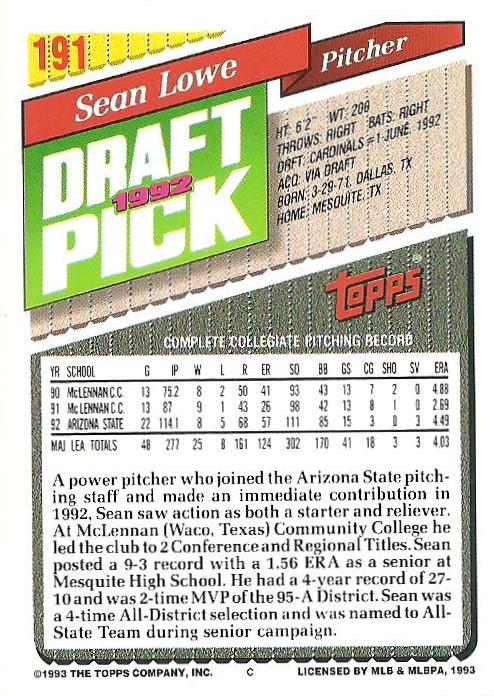 191
Sean Lowe
Pitcher
DRAFT
1992
PICK
HT: 6'2" WT: 200
THROWS: RIGHT BATS: RIGHT
DRFT: CARDINALS #1-JUNE, 1992
ACQ: VIA DRAFT
BORN: 3-29-71, DALLAS, TX
HOME: MESQUITE, TX
TOPPS®
COMPLETE COLLEGIATE PITCHING RECORD
YR SCHOOL G IP W L R ER SO BB GS CG SHO SV ERA
90 McLENNAN C.C. 13 75.2 8 2 50 41 93 43 13 7 2 0 4.88
91 McLENNAN C.C. 13 87 9 1 43 26 98 42 13 8 1 0 2.69
92 ARIZONA STATE 22 114.1 8 5 68 57 111 85 15 3 0 3 4.49
MAJ LEA TOTALS 48 277 25 8 161 124 302 170 41 18 3 3 4.03
A power pitcher who joined the Arizona State pitch-
ing staff and made an immediate contribution in
1992, Sean saw action as both a starter and reliever.
At McLennan (Waco, Texas) Community College he
led the club to 2 Conference and Regional Titles. Sean
posted a 9-3 record with a 1.56 ERA as a senior at
Mesquite High School. He had a 4-year record of 27-
10 and was 2-time MVP of the 95-A District. Sean was
a 4-time All-District selection and was named to All-
State Team during senior campaign.
©1993 THE TOPPS COMPANY, INC. C LICENSED BY MLB & MLBPA, 1993